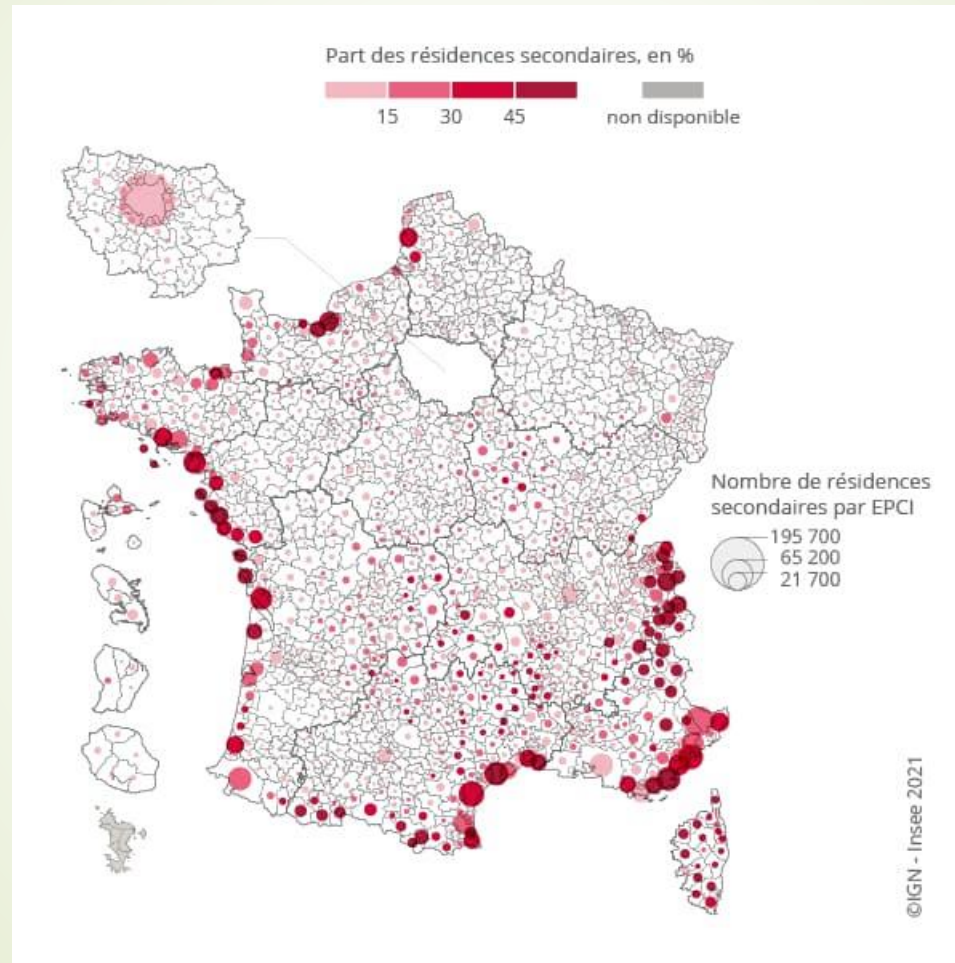 Part des résidences secondaires, en %
15 30 45 non disponible
Nombre de résidences
secondaires par EPCI
195 700
65 200
21 700
©IGN - Insee 2021